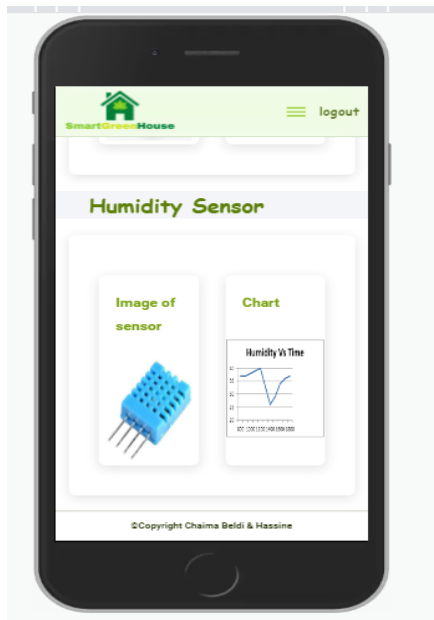 SmartGreenHouse
logout
Humidity Sensor
Image of
sensor
Chart
Humidity Vs Time
©Copyright Chaima Beldi & Hassine